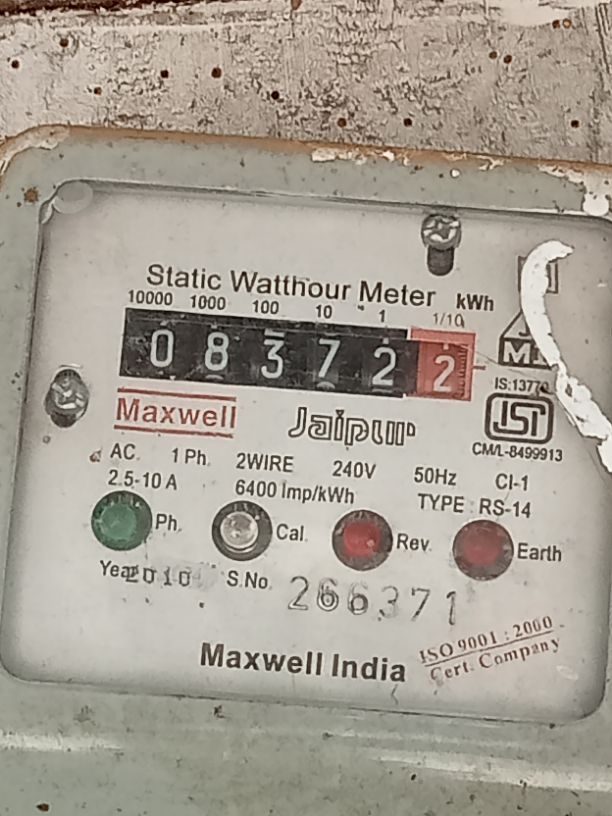 Static Watthour Meter kWh
10000 1000 100 10 1 1/10
0 8 3 7 2 2
IS:13770
Maxwell Jaipur ISI
CM/L-8499913
AC. 1 Ph. 2WIRE 240V 50Hz Cl-1
2.5-10 A 6400 Imp/kWh TYPE : RS-14
Ph. Cal. Rev. Earth
Year 2010 S.No. 266371
Maxwell India
ISO 9001 : 2000
Cert. Company